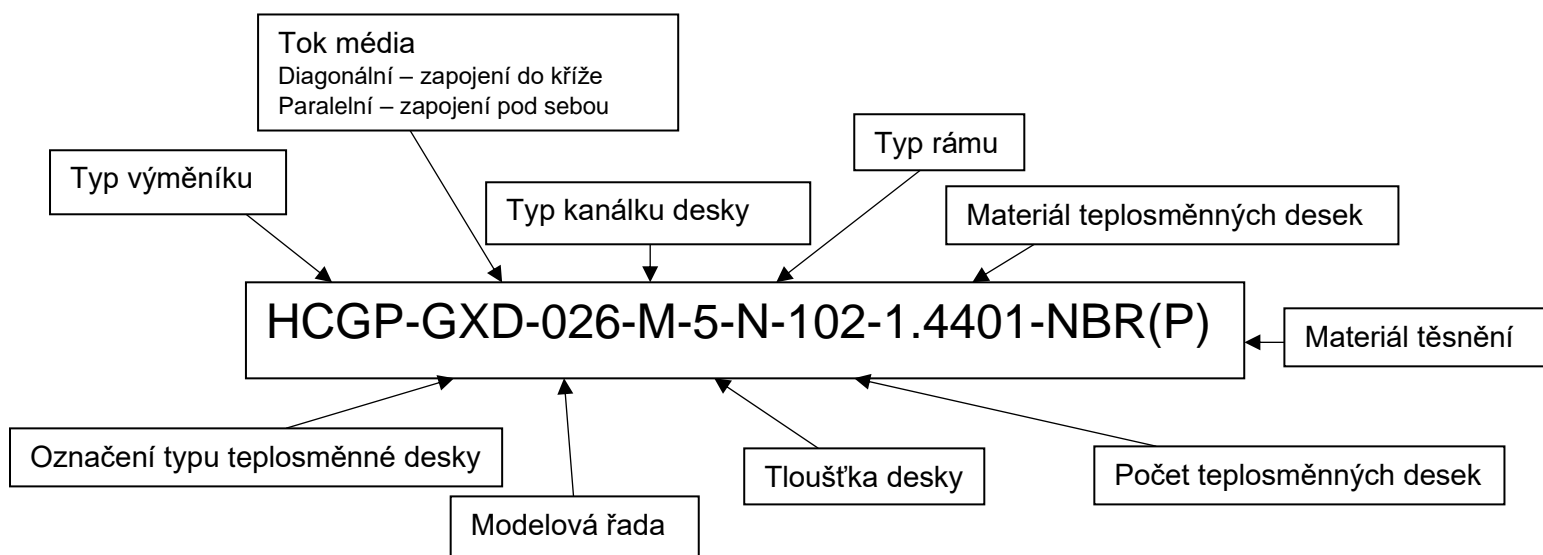 Tok média
Diagonální – zapojení do kříže
Paralelní – zapojení pod sebou
Typ rámu
Typ výměníku
Typ kanálku desky
Materiál teplosměnných desek
HCGP-GXD-026-M-5-N-102-1.4401-NBR(P)
Materiál těsnění
Označení typu teplosměnné desky
Tloušťka desky
Počet teplosměnných desek
Modelová řada